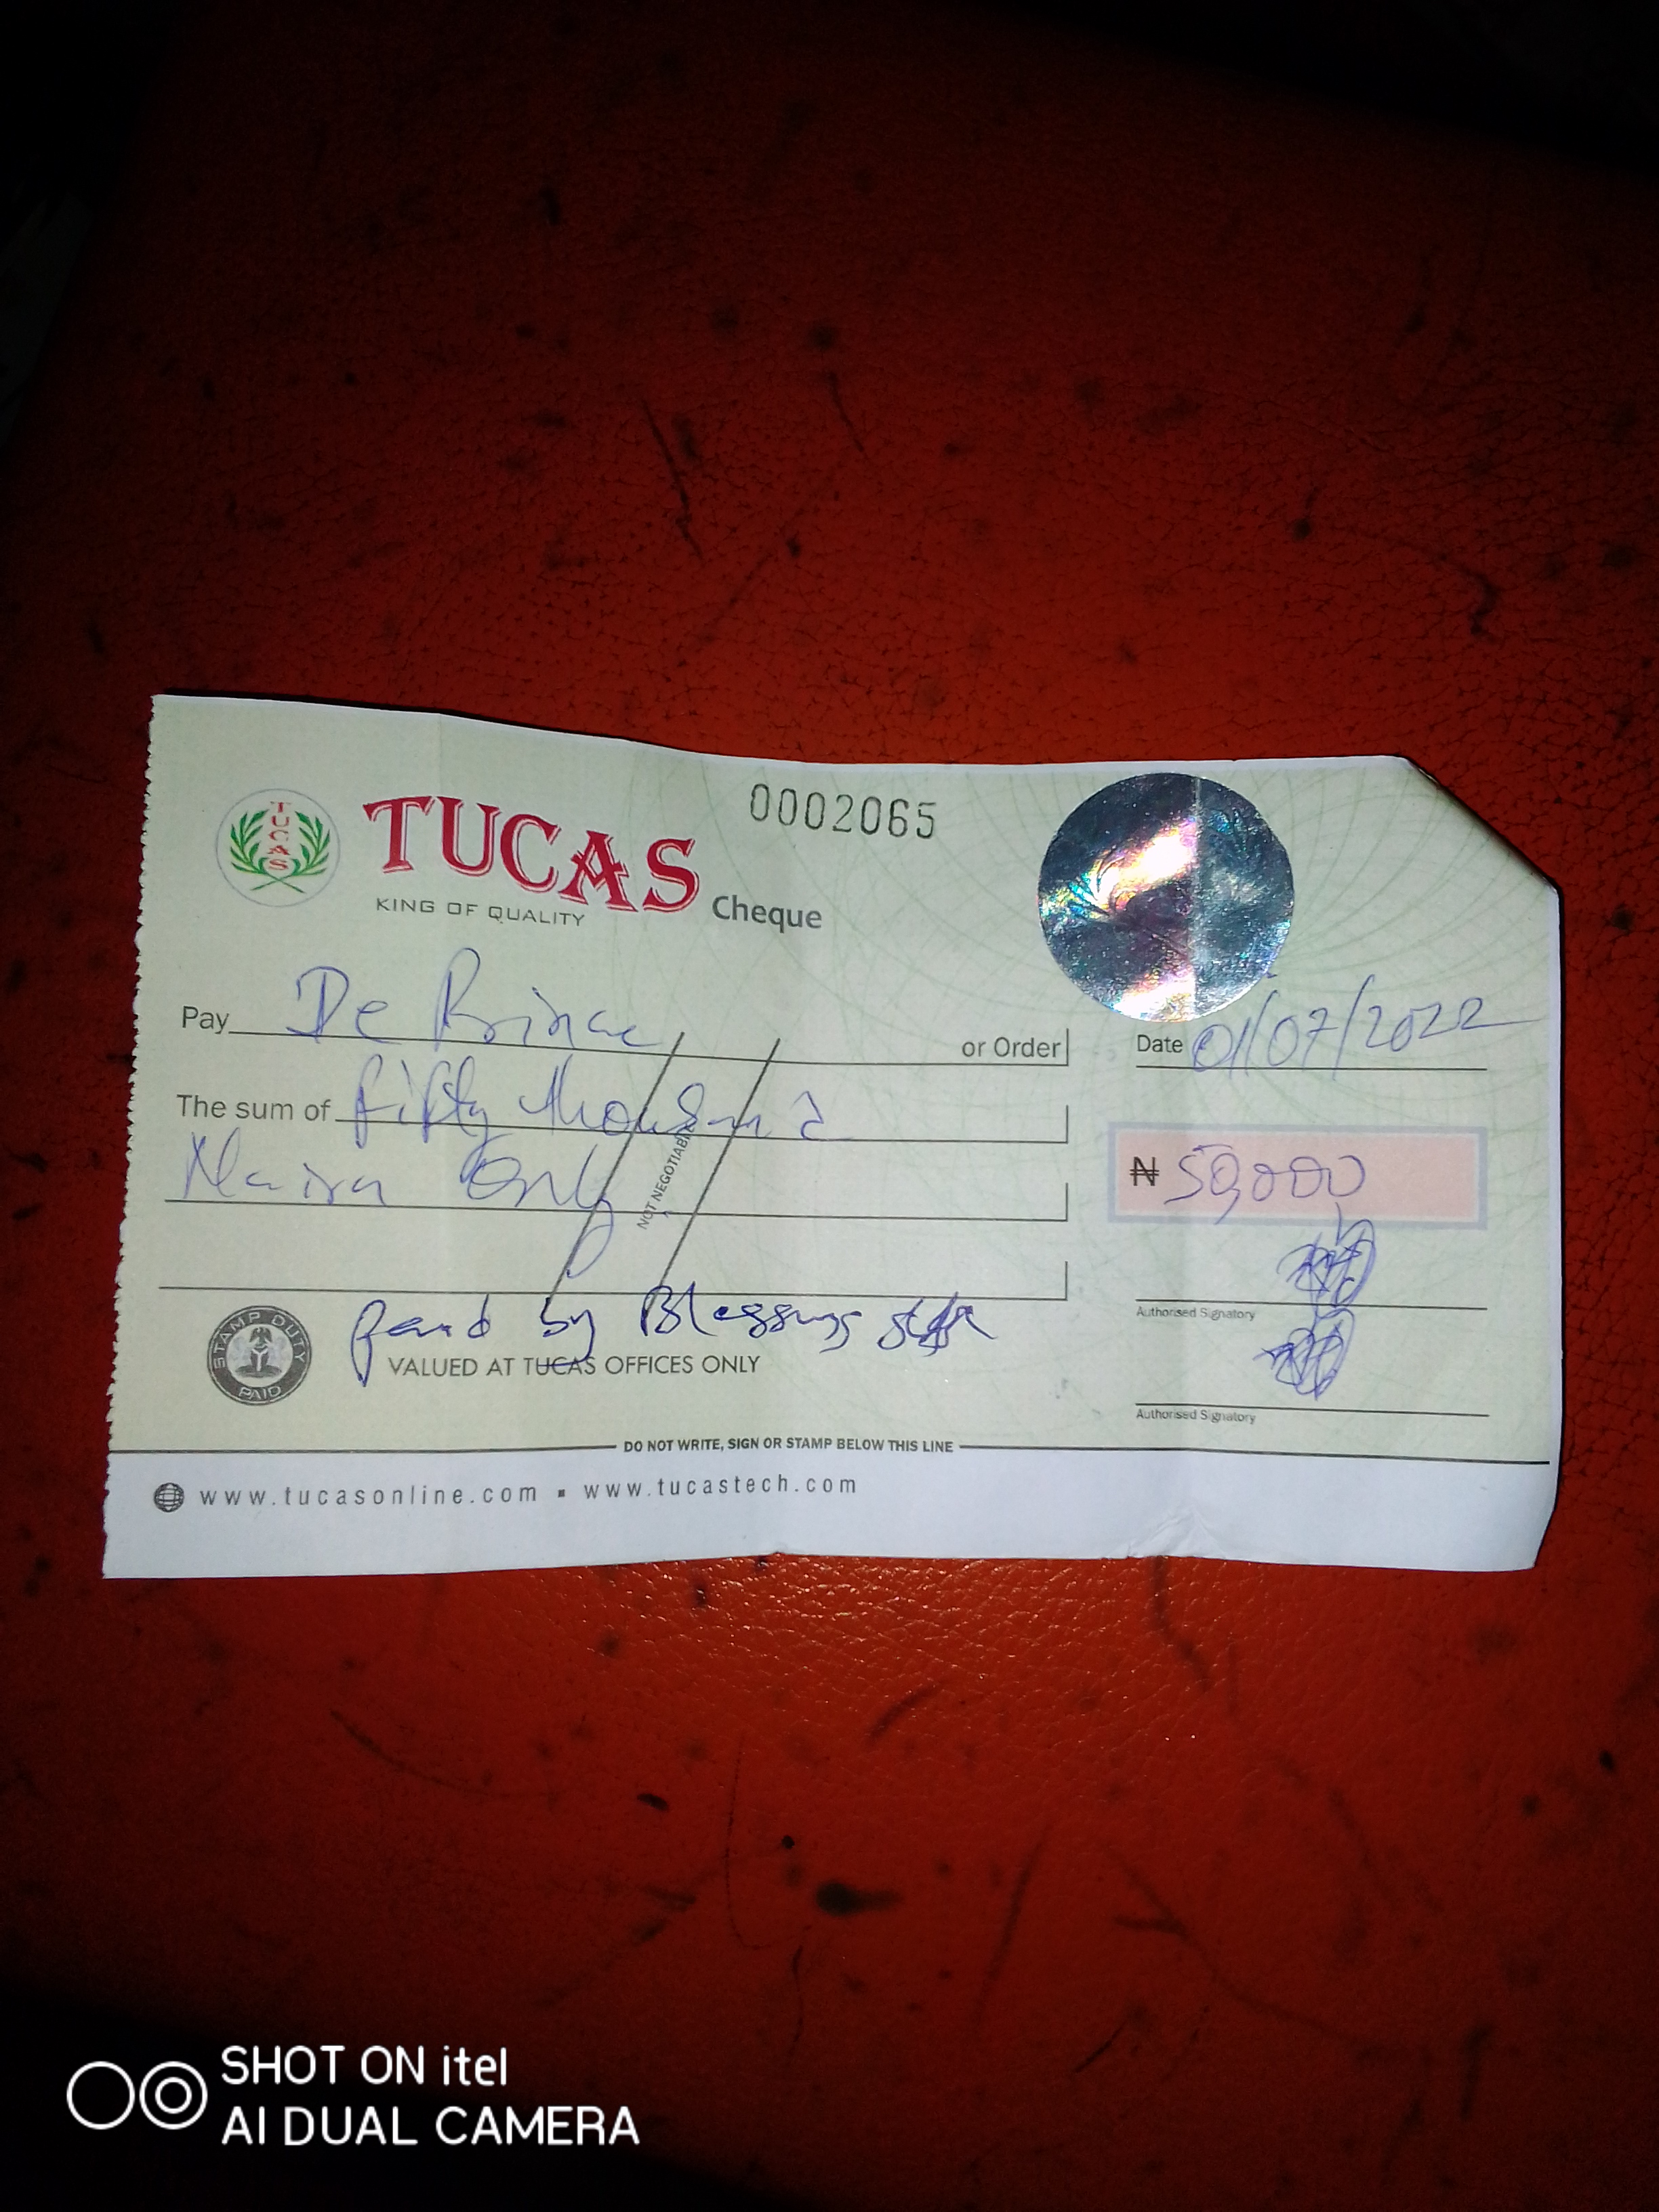 TUCAS
0002065
TUCAS
KING OF QUALITY
Cheque
Pay De Prince or Order
Date 01/07/2022
The sum of fifty thousand
Naira Only
₦ 50,000
NOT NEGOTIABLE
Authorised Signatory
paid by Blessing
STAMP DUTY
PAID
VALUED AT TUCAS OFFICES ONLY
Authorised Signatory
DO NOT WRITE, SIGN OR STAMP BELOW THIS LINE
www.tucasonline.com ▪ www.tucastech.com
SHOT ON itel
AI DUAL CAMERA